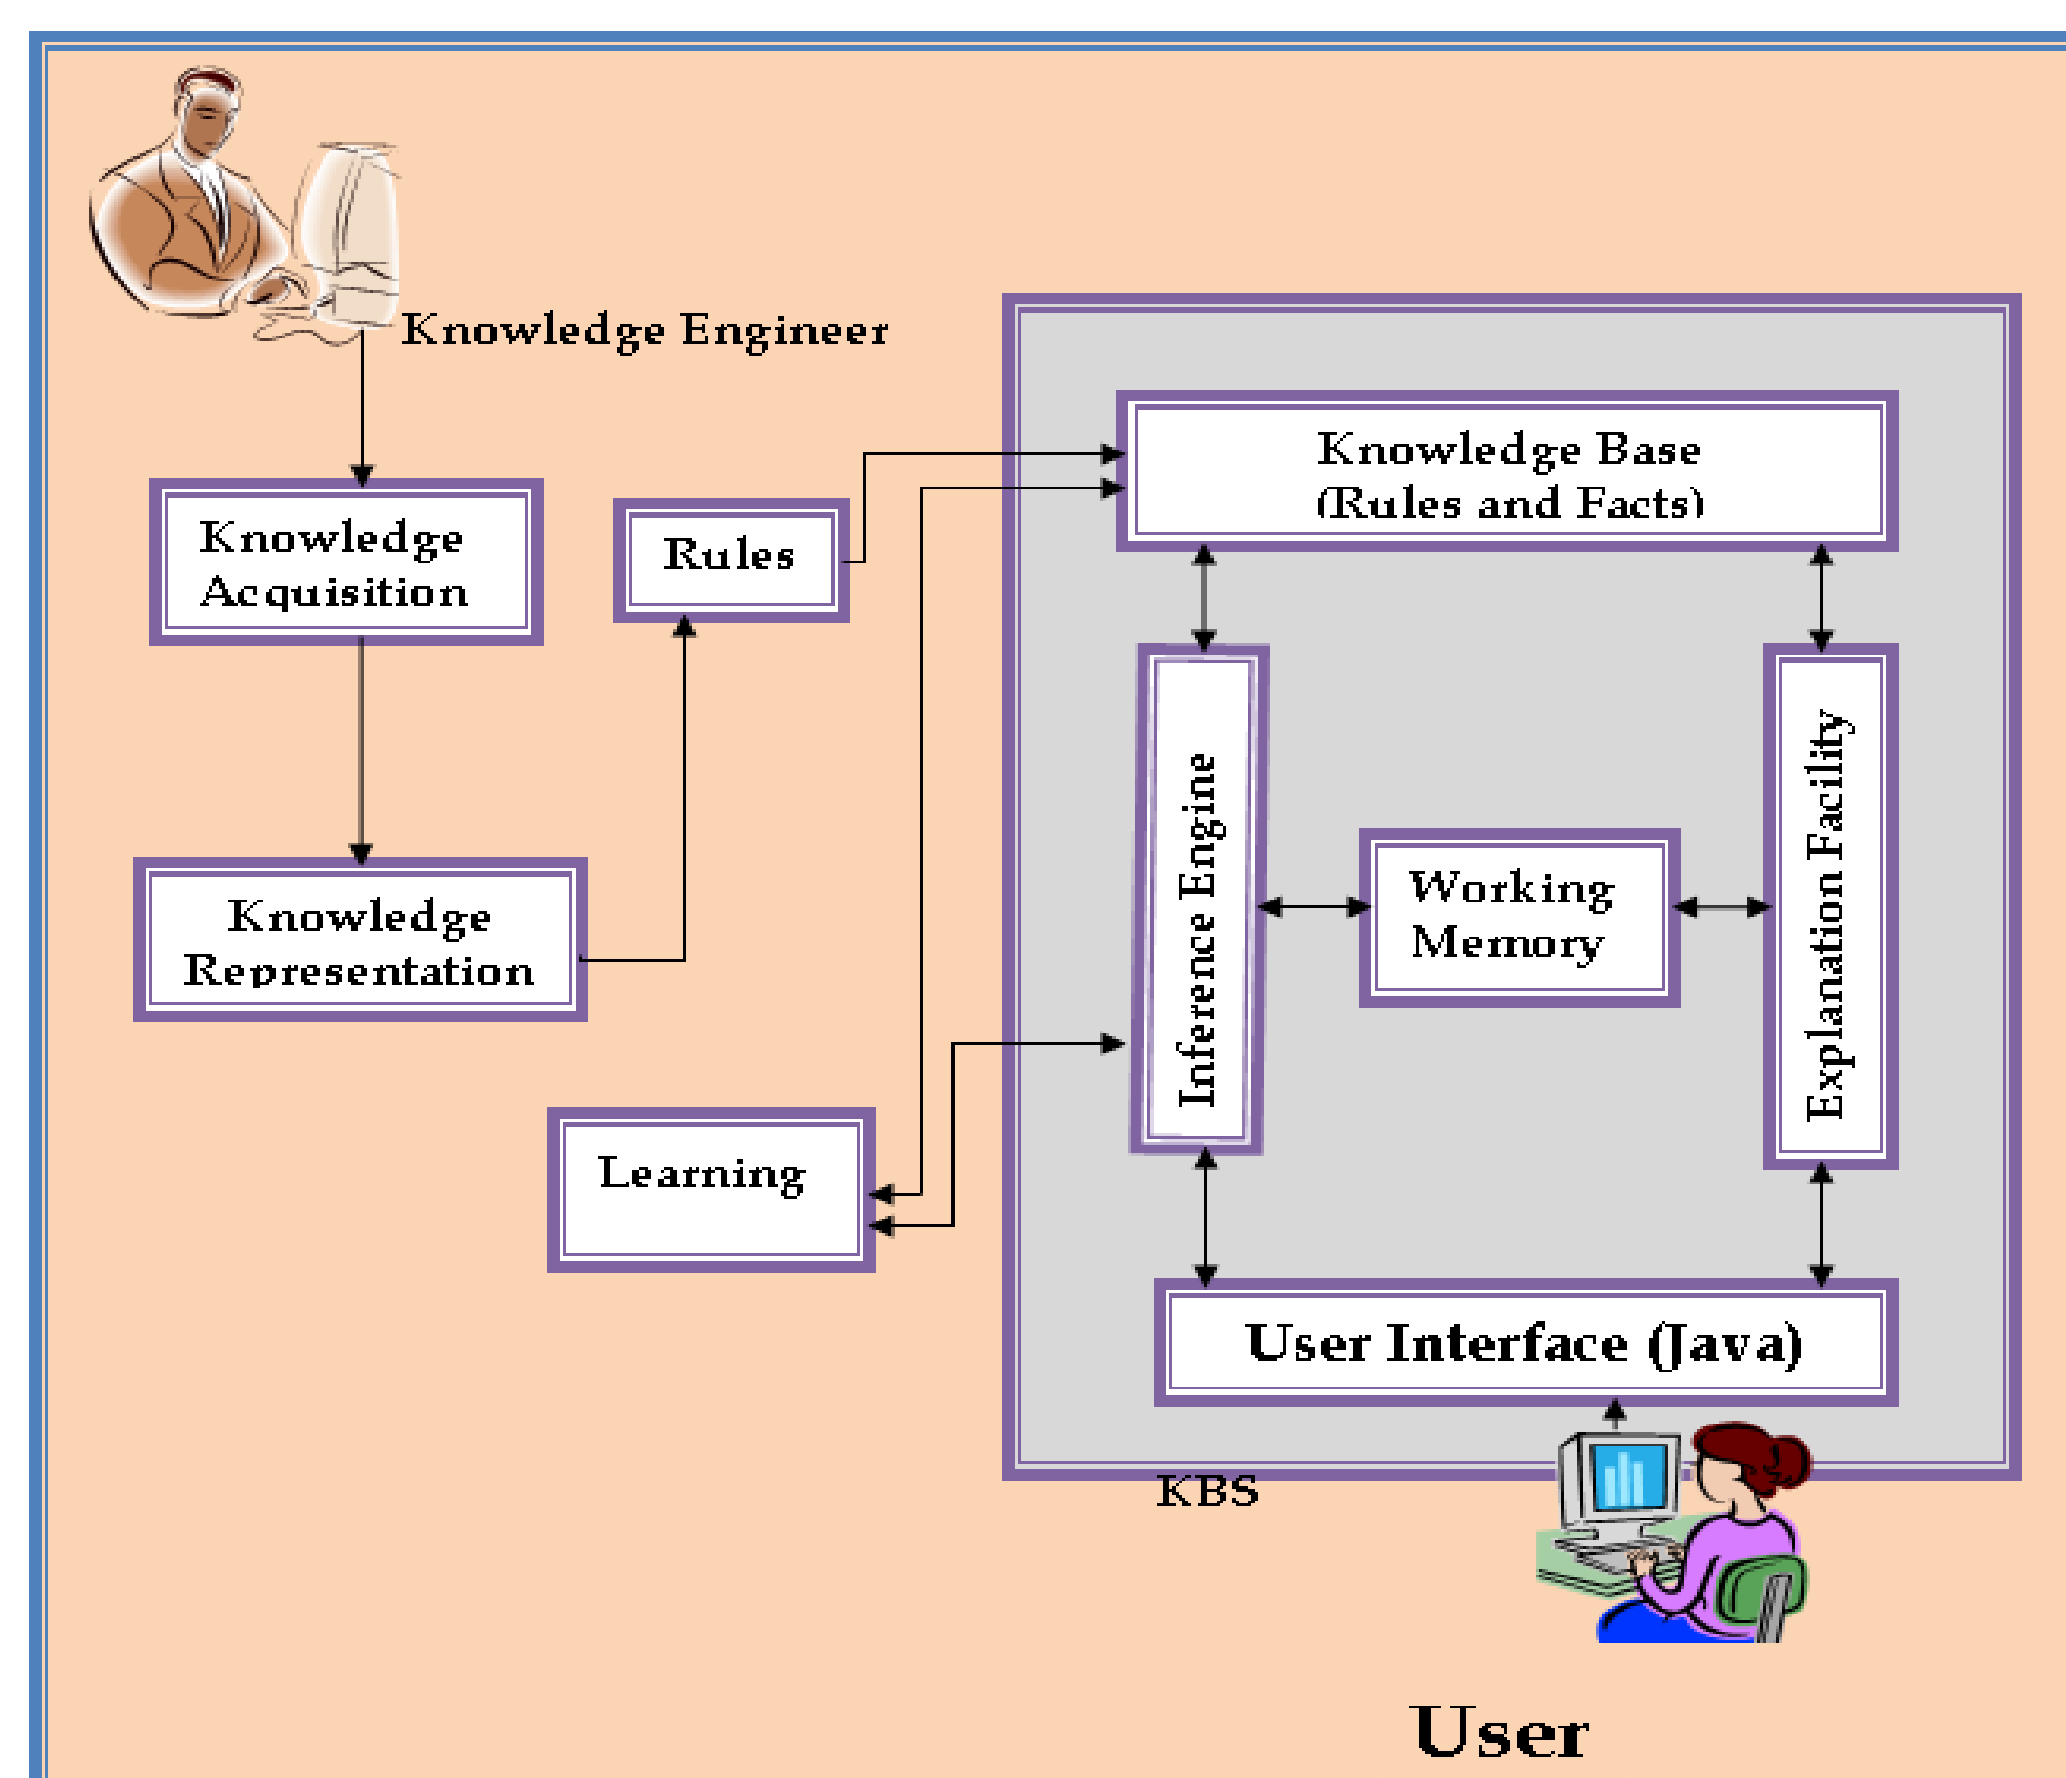 Knowledge Engineer
Knowledge
Acquisition
Rules
Knowledge Base
(Rules and Facts)
Knowledge
Representation
Inference Engine
Working
Memory
Explanation Facility
Learning
User Interface (Java)
KBS
User